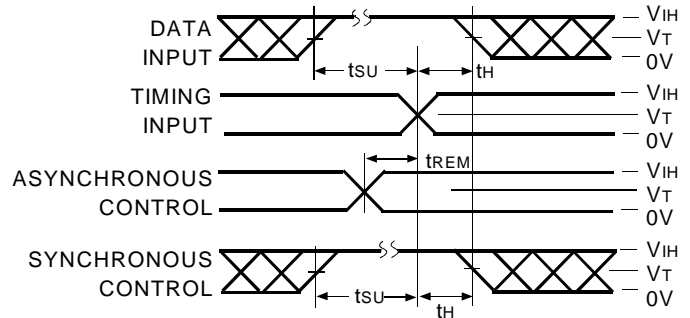 DATA
INPUT
tSU
tH
VIH
VT
0V
TIMING
INPUT
VIH
VT
0V
tREM
ASYNCHRONOUS
CONTROL
VIH
VT
0V
SYNCHRONOUS
CONTROL
tSU
tH
VIH
VT
0V